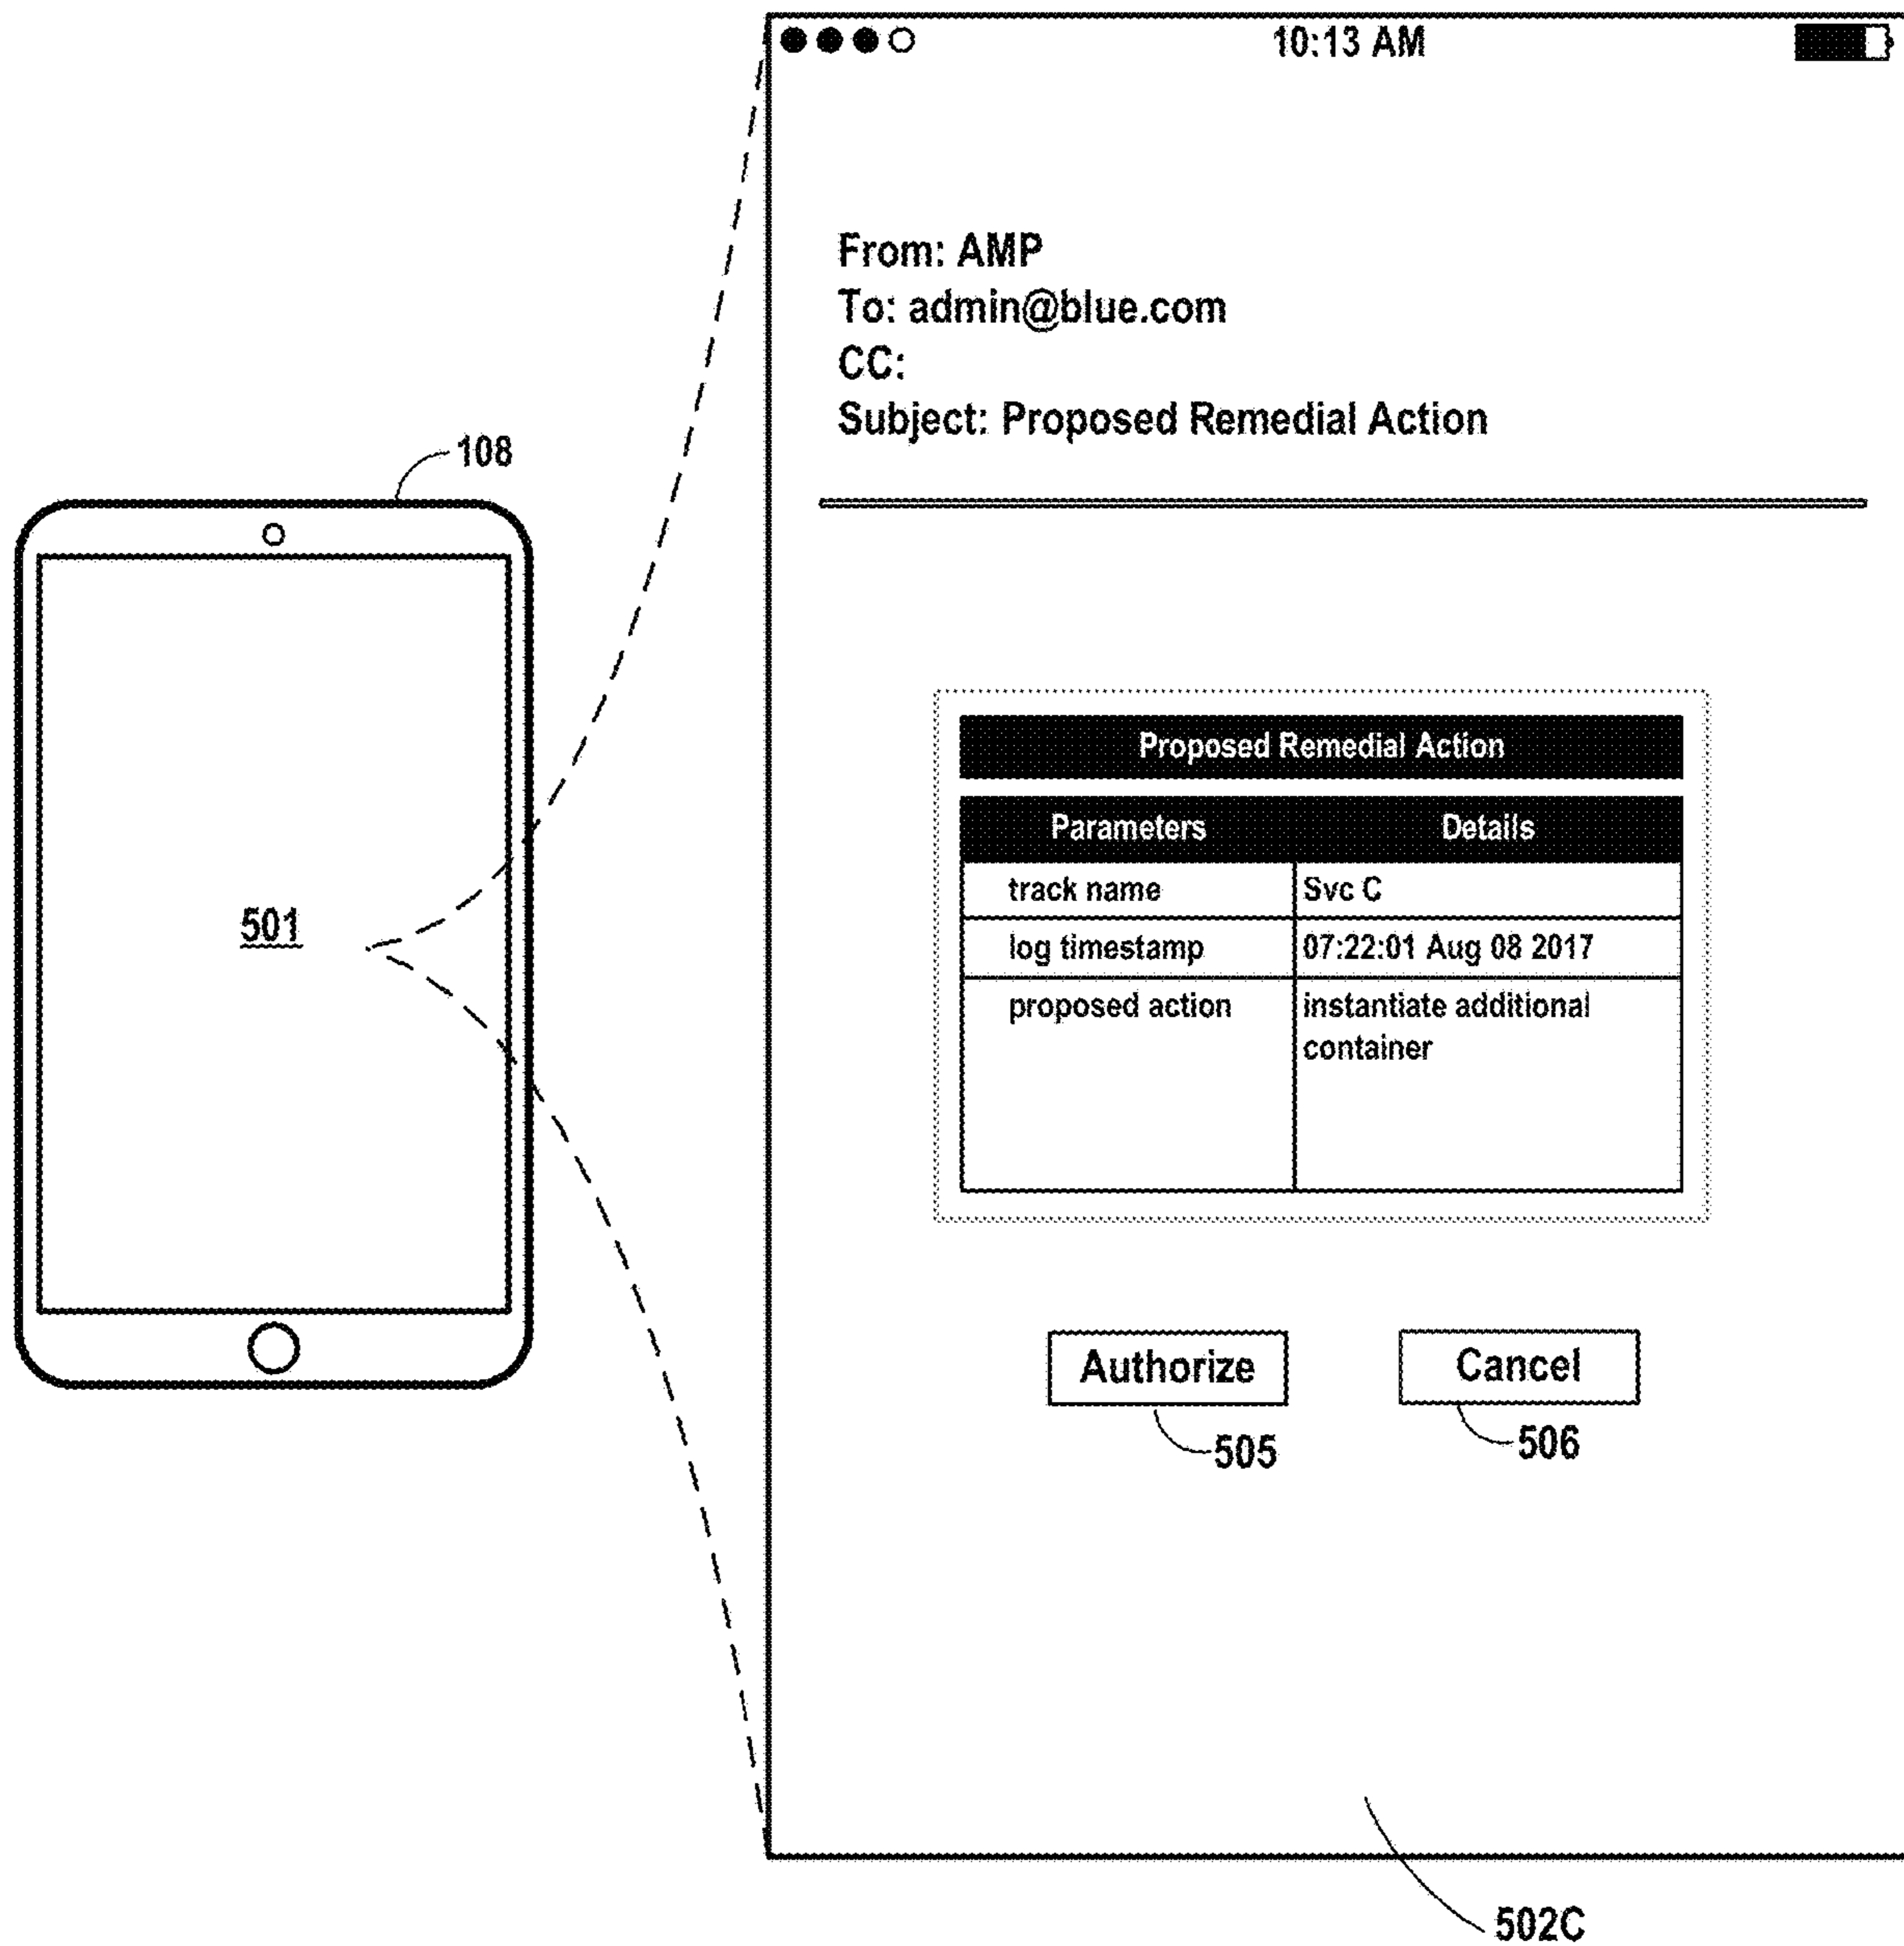 10:13 AM
From: AMP
To: admin@blue.com
CC:
Subject: Proposed Remedial Action
108
501
Proposed Remedial Action
Parameters Details
track name Svc C
log timestamp 07:22:01 Aug 08 2017
proposed action instantiate additional
container
Authorize Cancel
505 506
502C